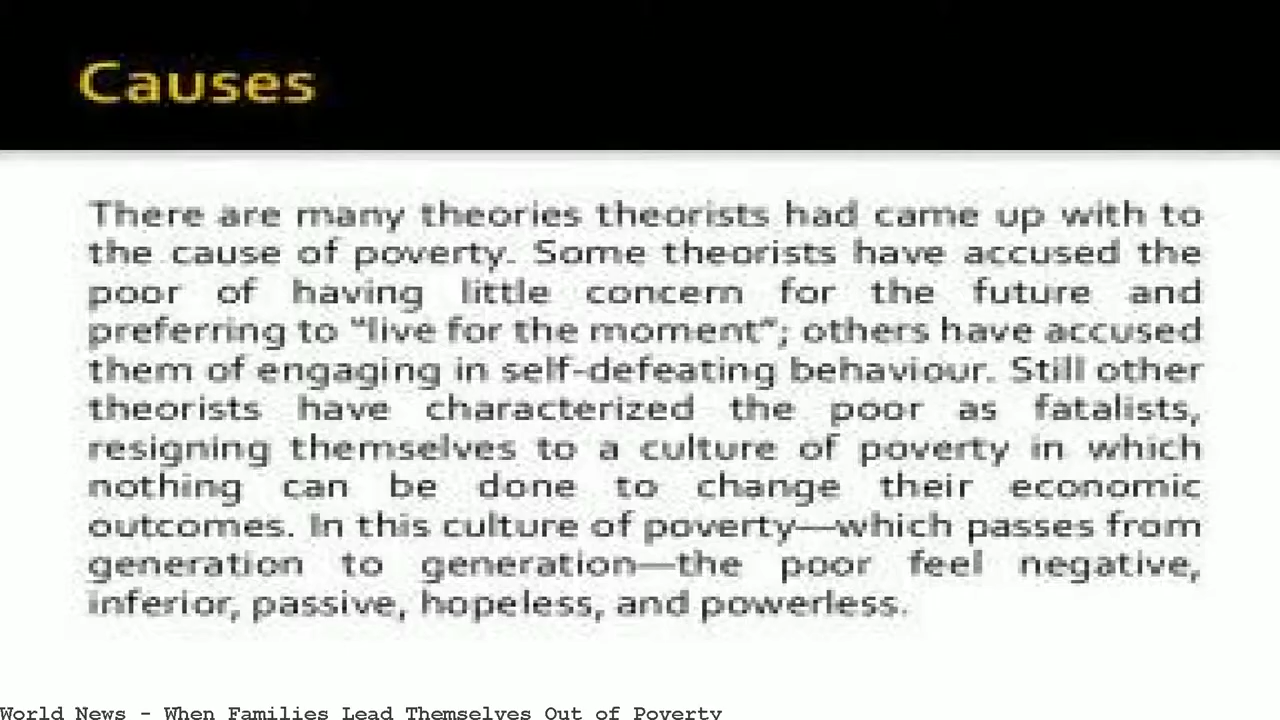 Causes
There are many theories theorists had came up with to
the cause of poverty. Some theorists have accused the
poor of having little concern for the future and
preferring to “live for the moment”; others have accused
them of engaging in self-defeating behaviour. Still other
theorists have characterized the poor as fatalists,
resigning themselves to a culture of poverty in which
nothing can be done to change their economic
outcomes. In this culture of poverty—which passes from
generation to generation—the poor feel negative,
inferior, passive, hopeless, and powerless.
World News - When Families Lead Themselves Out of Poverty